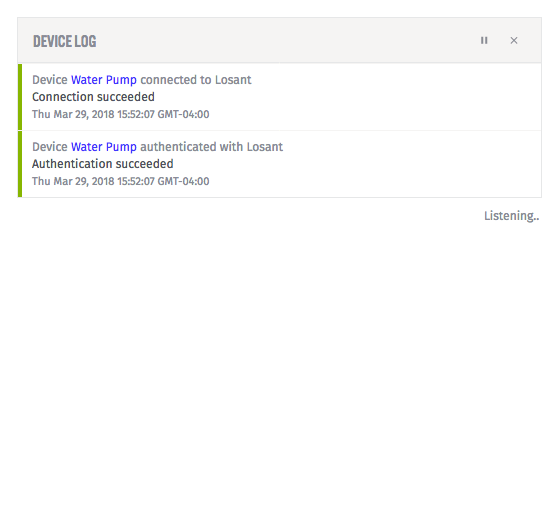 DEVICE LOG
Device Water Pump connected to Losant
Connection succeeded
Thu Mar 29, 2018 15:52:07 GMT-04:00
Device Water Pump authenticated with Losant
Authentication succeeded
Thu Mar 29, 2018 15:52:07 GMT-04:00
Listening..